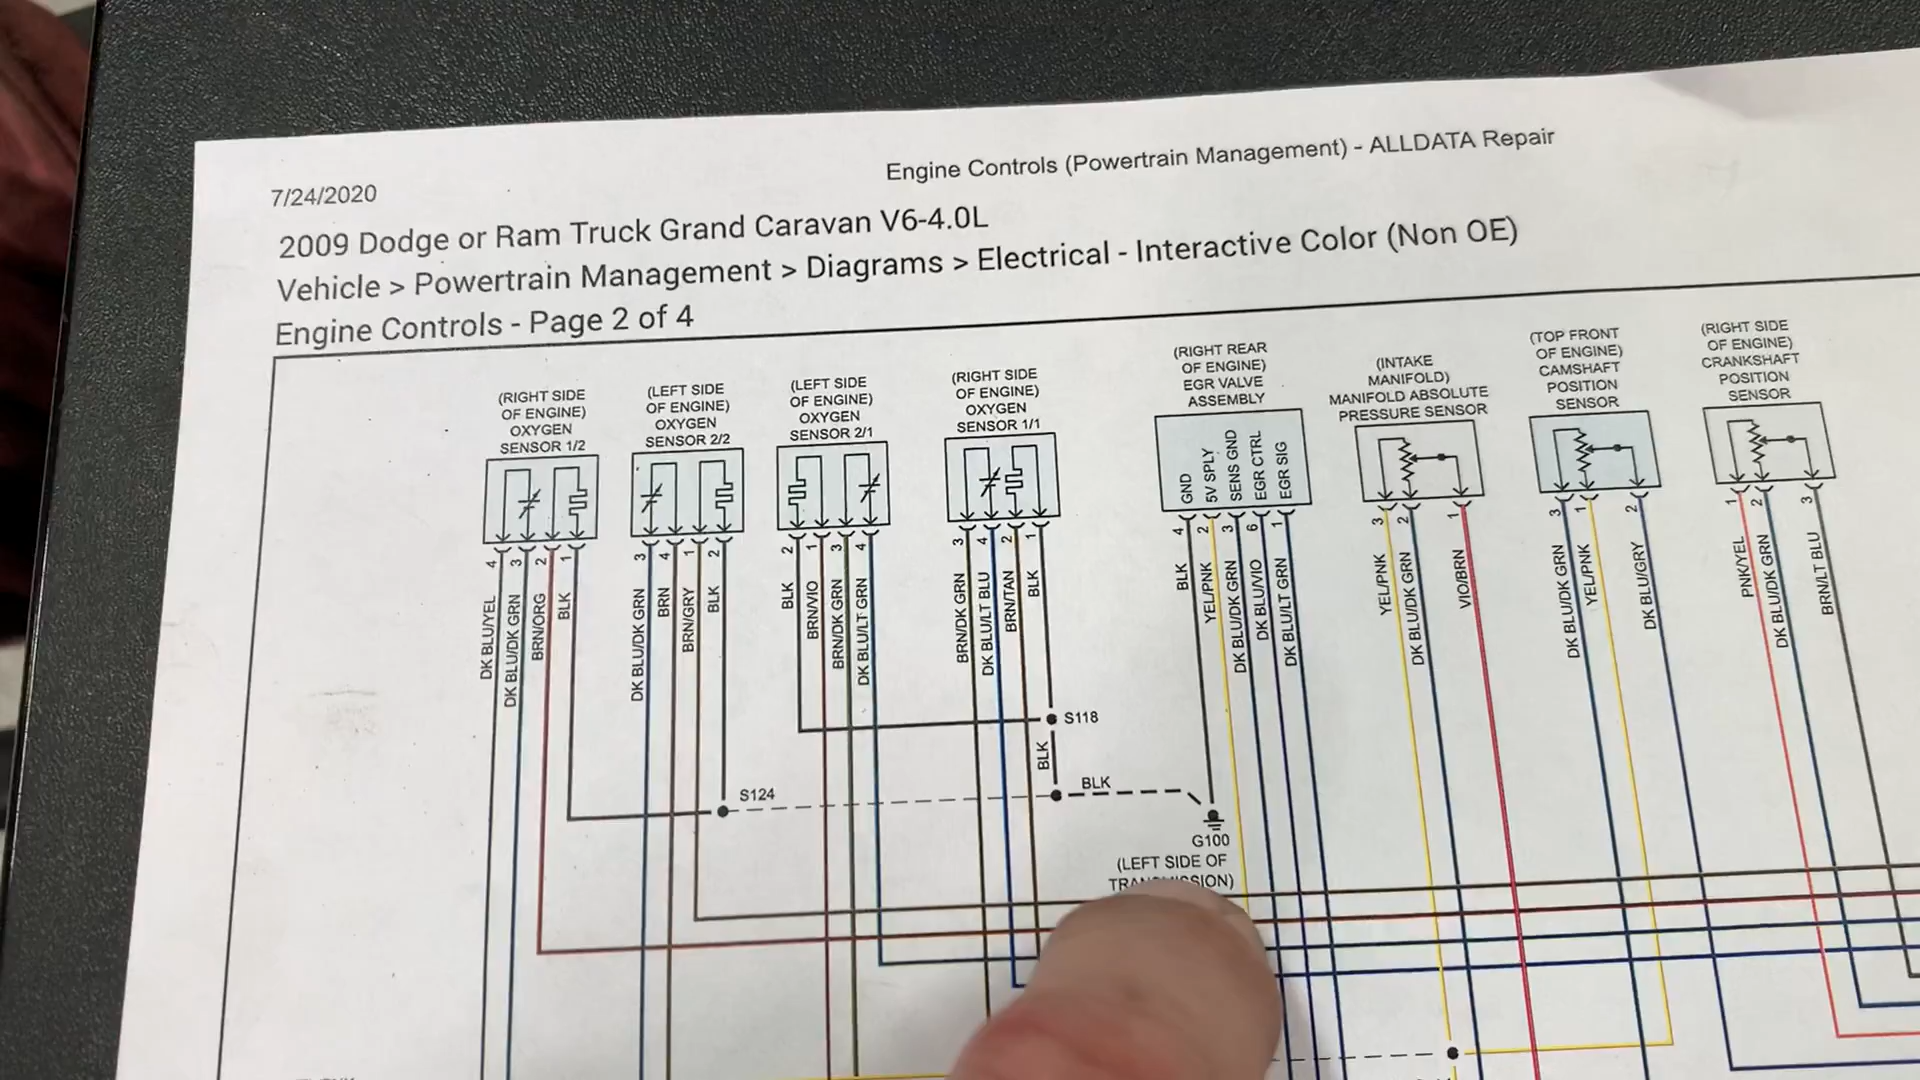 Engine Controls (Powertrain Management) - ALLDATA Repair
7/24/2020
2009 Dodge or Ram Truck Grand Caravan V6-4.0L
Vehicle > Powertrain Management > Diagrams > Electrical - Interactive Color (Non OE)
Engine Controls - Page 2 of 4
(RIGHT SIDE
OF ENGINE)
OXYGEN
SENSOR 1/2
(LEFT SIDE
OF ENGINE)
OXYGEN
SENSOR 2/2
(LEFT SIDE
OF ENGINE)
OXYGEN
SENSOR 2/1
(RIGHT SIDE
OF ENGINE)
OXYGEN
SENSOR 1/1
(RIGHT REAR
OF ENGINE)
EGR VALVE
ASSEMBLY
(INTAKE
MANIFOLD)
MANIFOLD ABSOLUTE
PRESSURE SENSOR
(TOP FRONT
OF ENGINE)
CAMSHAFT
POSITION
SENSOR
(RIGHT SIDE
OF ENGINE)
CRANKSHAFT
POSITION
SENSOR
GND
5V SPLY
SENS GND
EGR CTRL
EGR SIG
4
3
2
1
3
4
1
2
2
1
3
4
3
4
2
1
4
2
3
6
1
3
2
1
3
1
2
1
2
3
DK BLU/YEL
DK BLU/DK GRN
BRN/ORG
BLK
DK BLU/DK GRN
BRN
BRN/GRY
BLK
BLK
BRN/VIO
BRN/DK GRN
DK BLU/LT GRN
BRN/DK GRN
DK BLU/LT BLU
BRN/TAN
BLK
BLK
YEL/PNK
DK BLU/DK GRN
DK BLU/VIO
DK BLU/LT GRN
YEL/PNK
DK BLU/DK GRN
VIO/BRN
DK BLU/DK GRN
YEL/PNK
DK BLU/GRY
PNK/YEL
DK BLU/DK GRN
BRN/LT BLU
S118
BLK
S124
BLK
G100
(LEFT SIDE OF